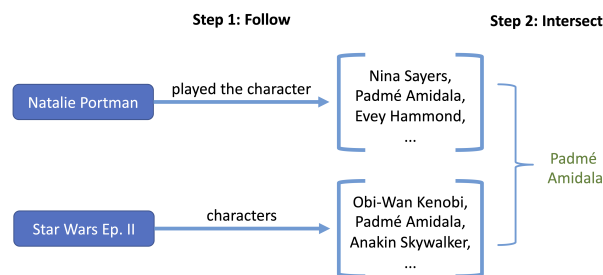 Step 1: Follow
Step 2: Intersect
Natalie Portman
played the character
Nina Sayers,
Padmé Amidala,
Evey Hammond,
...
Padmé
Amidala
Star Wars Ep. II
characters
Obi-Wan Kenobi,
Padmé Amidala,
Anakin Skywalker,
...